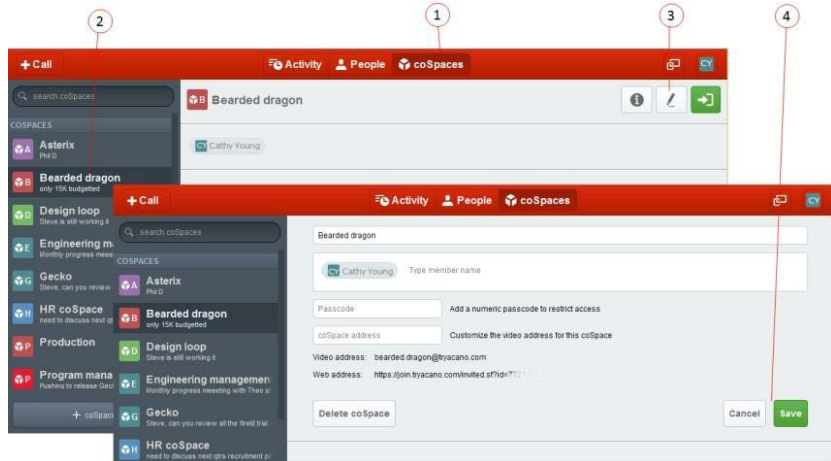 1
2
3
4
+ Call
Activity
People
coSpaces
CY
search coSpaces
COSPACES
A
Asterix
Phil D
B
Bearded dragon
only 15K budgetted
D
Design loop
Steve is still working it
E
Engineering m
Monthly progress meee
G
Gecko
Steve, can you review
H
HR coSpace
need to discuss next qt
P
Production
P
Program mana
Pushing to release Gec
+ coSpac
B
Bearded dragon
CY Cathy Young
+ Call
Activity
People
coSpaces
CY
search coSpaces
COSPACES
A
Asterix
Phil D
B
Bearded dragon
only 15K budgetted
D
Design loop
Steve is still working it
E
Engineering managemen
Monthly progress meeeting with Theo a
G
Gecko
Steve, can you review all the fireld trial
H
HR coSpace
need to discuss next qtrs recruitment pl
Bearded dragon
CY Cathy Young Type member name
Passcode Add a numeric passcode to restrict access
coSpace address Customize the video address for this coSpace
Video address: bearded.dragon@tryacano.com
Web address: https://join.tryacano.com/invited.sf?id=77
Delete coSpace
Cancel
Save